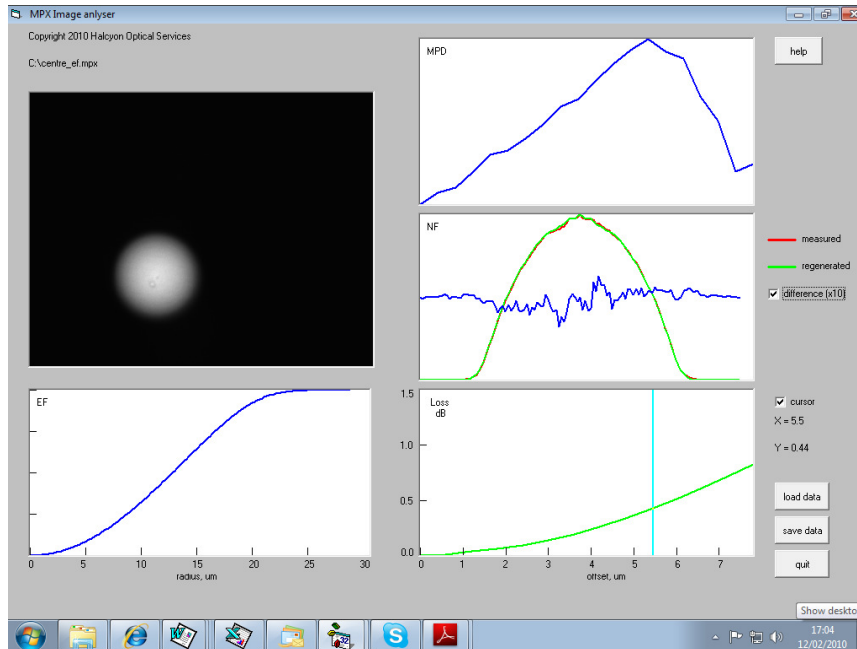 MPX Image anlyser
Copyright 2010 Halcyon Optical Services
C:\centre_ef.mpx
MPD
help
NF
measured
regenerated
difference (x10)
EF
0 5 10 15 20 25 30
radius, um
Loss
dB
1.5
1.0
0.5
0.0
0 1 2 3 4 5 6 7
offset, um
cursor
X = 5.5
Y = 0.44
load data
save data
quit
Show deskto
17:04
12/02/2010